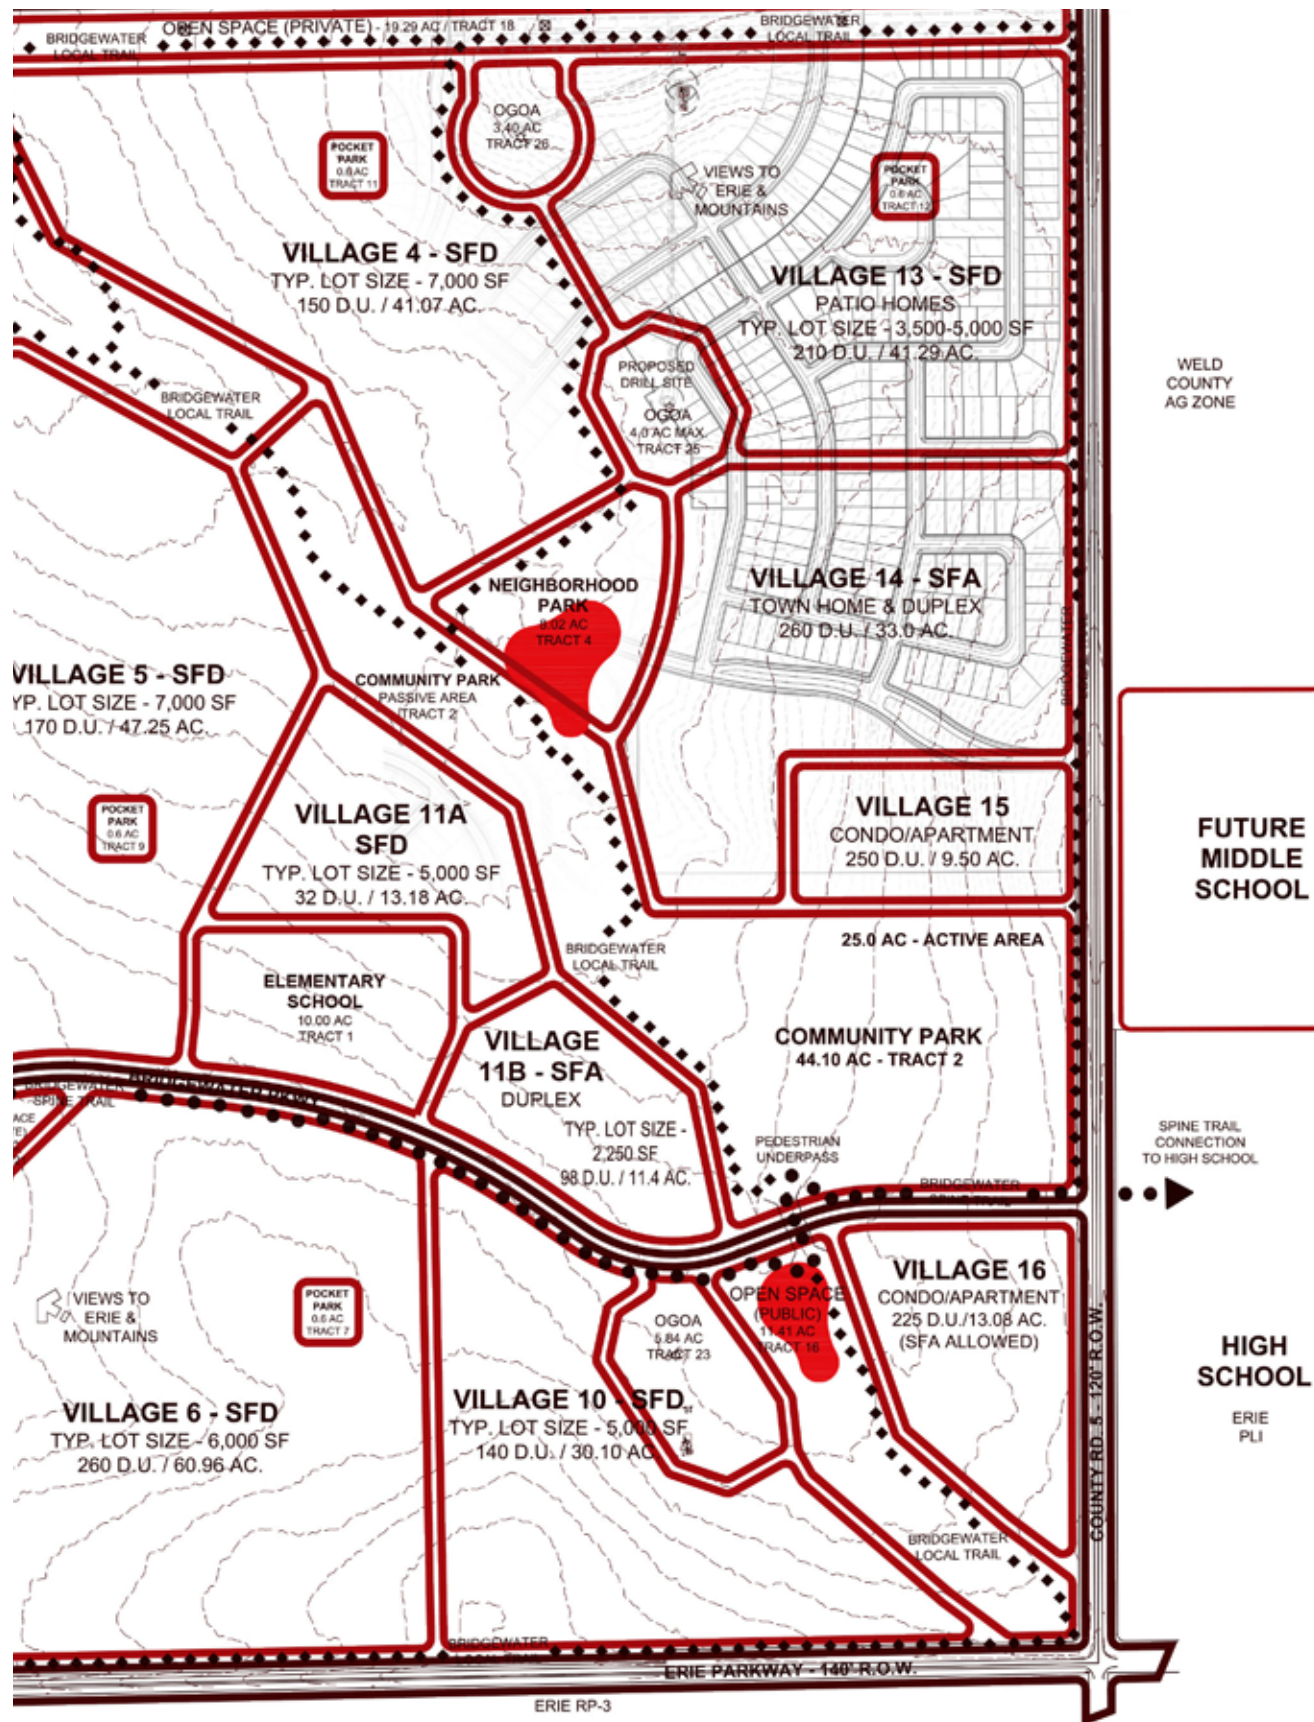 OPEN SPACE (PRIVATE) - 19.29 AC / TRACT 18
BRIDGEWATER
LOCAL TRAIL
BRIDGEWATER
LOCAL TRAIL
OGOA
3.40 AC
TRACT 26
POCKET
PARK
0.6 AC
TRACT 11
VIEWS TO
ERIE &
MOUNTAINS
POCKET
PARK
0.6 AC
TRACT 12
VILLAGE 4 - SFD
TYP. LOT SIZE - 7,000 SF
150 D.U. / 41.07 AC.
VILLAGE 13 - SFD
PATIO HOMES
TYP. LOT SIZE - 3,500-5,000 SF
210 D.U. / 41.29 AC.
WELD
COUNTY
AG ZONE
PROPOSED
DRILL SITE
OGOA
4.0 AC MAX.
TRACT 25
BRIDGEWATER
LOCAL TRAIL
NEIGHBORHOOD
PARK
8.02 AC
TRACT 4
VILLAGE 14 - SFA
TOWN HOME & DUPLEX
260 D.U. / 33.0 AC.
BRIDGEWATER
VILLAGE 5 - SFD
YP. LOT SIZE - 7,000 SF
170 D.U. / 47.25 AC.
COMMUNITY PARK
PASSIVE AREA
TRACT 2
POCKET
PARK
0.6 AC
TRACT 9
VILLAGE 11A
SFD
TYP. LOT SIZE - 5,000 SF
32 D.U. / 13.18 AC.
VILLAGE 15
CONDO/APARTMENT
250 D.U. / 9.50 AC.
FUTURE
MIDDLE
SCHOOL
25.0 AC - ACTIVE AREA
BRIDGEWATER
LOCAL TRAIL
ELEMENTARY
SCHOOL
10.00 AC
TRACT 1
VILLAGE
11B - SFA
DUPLEX
TYP. LOT SIZE -
2,250 SF
98 D.U. / 11.4 AC.
COMMUNITY PARK
44.10 AC - TRACT 2
BRIDGEWATER PKWY
BRIDGEWATER
SPINE TRAIL
PEDESTRIAN
UNDERPASS
SPINE TRAIL
CONNECTION
TO HIGH SCHOOL
BRIDGEWATER
SPINE TRAIL
VIEWS TO
ERIE &
MOUNTAINS
POCKET
PARK
0.6 AC
TRACT 7
OGOA
5.84 AC
TRACT 23
OPEN SPACE
(PUBLIC)
11.41 AC
TRACT 16
VILLAGE 16
CONDO/APARTMENT
225 D.U./13.08 AC.
(SFA ALLOWED)
HIGH
SCHOOL
ERIE
PLI
VILLAGE 6 - SFD
TYP. LOT SIZE - 6,000 SF
260 D.U. / 60.96 AC.
VILLAGE 10 - SFD
TYP. LOT SIZE - 5,000 SF
140 D.U. / 30.10 AC.
COUNTY RD. 5 - 120' R.O.W.
BRIDGEWATER
LOCAL TRAIL
BRIDGEWATER
ERIE PARKWAY - 140' R.O.W.
ERIE RP-3